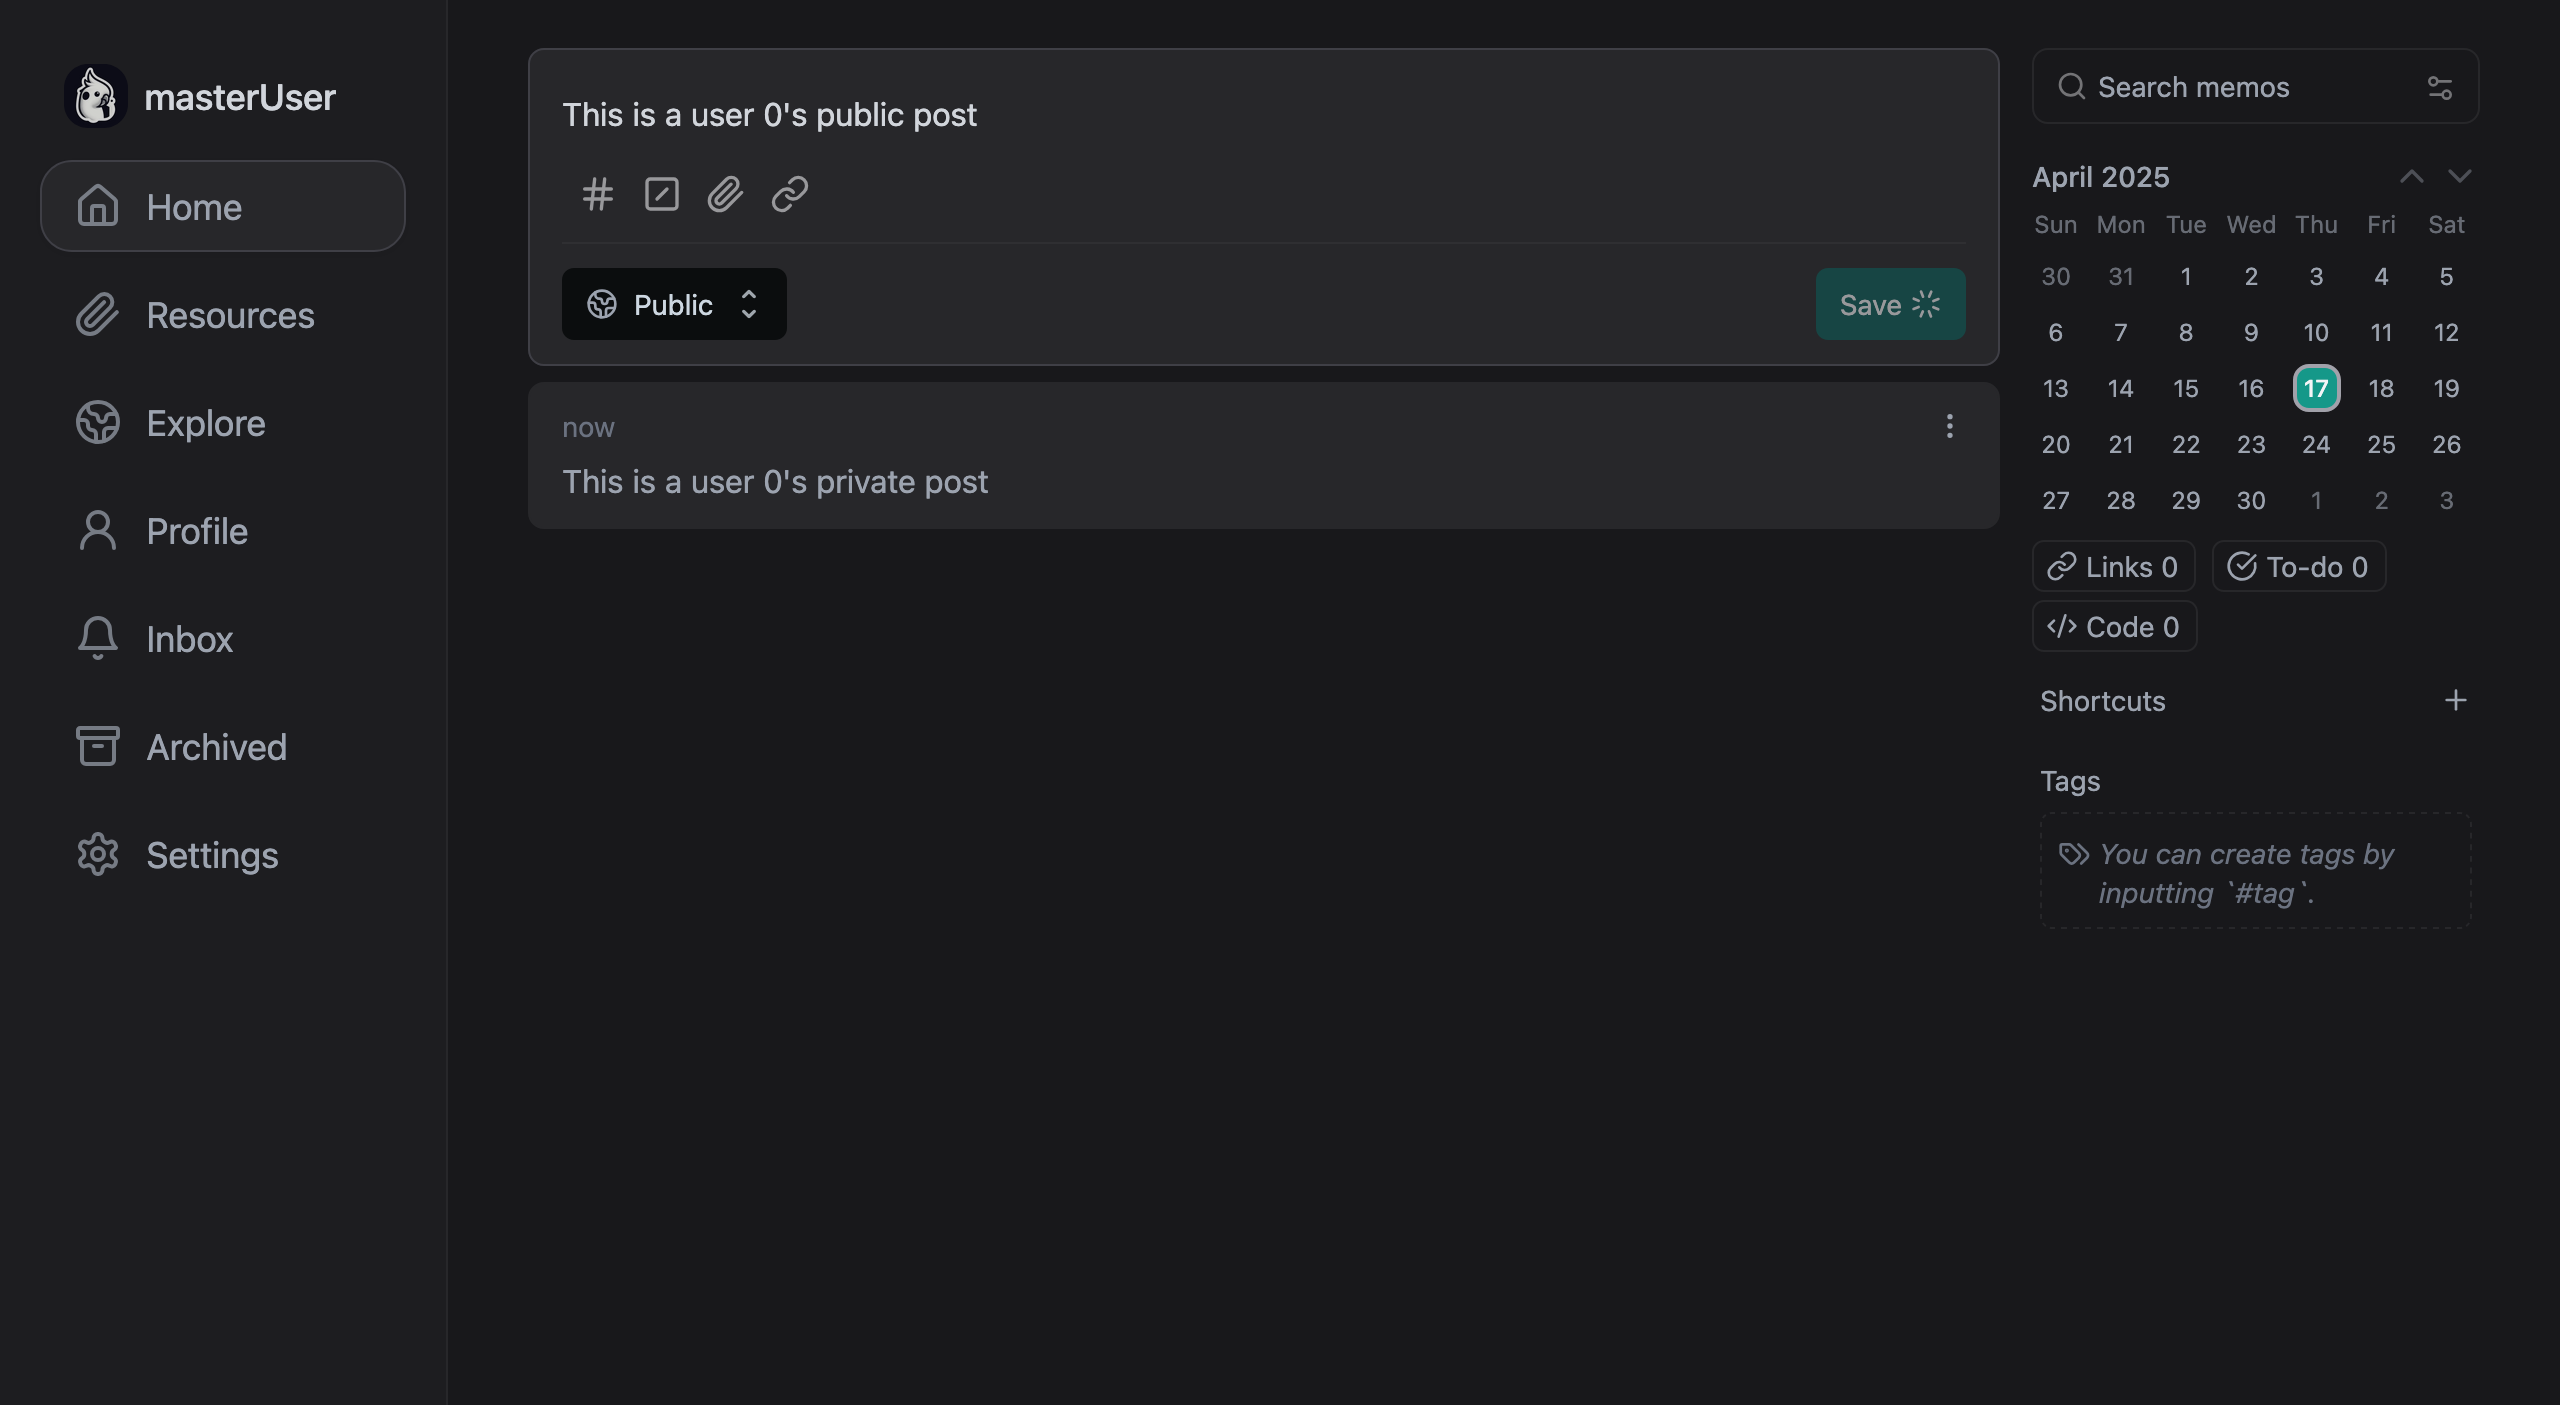 masterUser
Home
Resources
Explore
Profile
Inbox
Archived
Settings
This is a user 0's public post
Public
Save
now
This is a user 0's private post
Search memos
April 2025
Sun Mon Tue Wed Thu Fri Sat
30 31 1 2 3 4 5
6 7 8 9 10 11 12
13 14 15 16 17 18 19
20 21 22 23 24 25 26
27 28 29 30 1 2 3
Links 0 To-do 0
Code 0
Shortcuts
Tags
You can create tags by
inputting `#tag`.